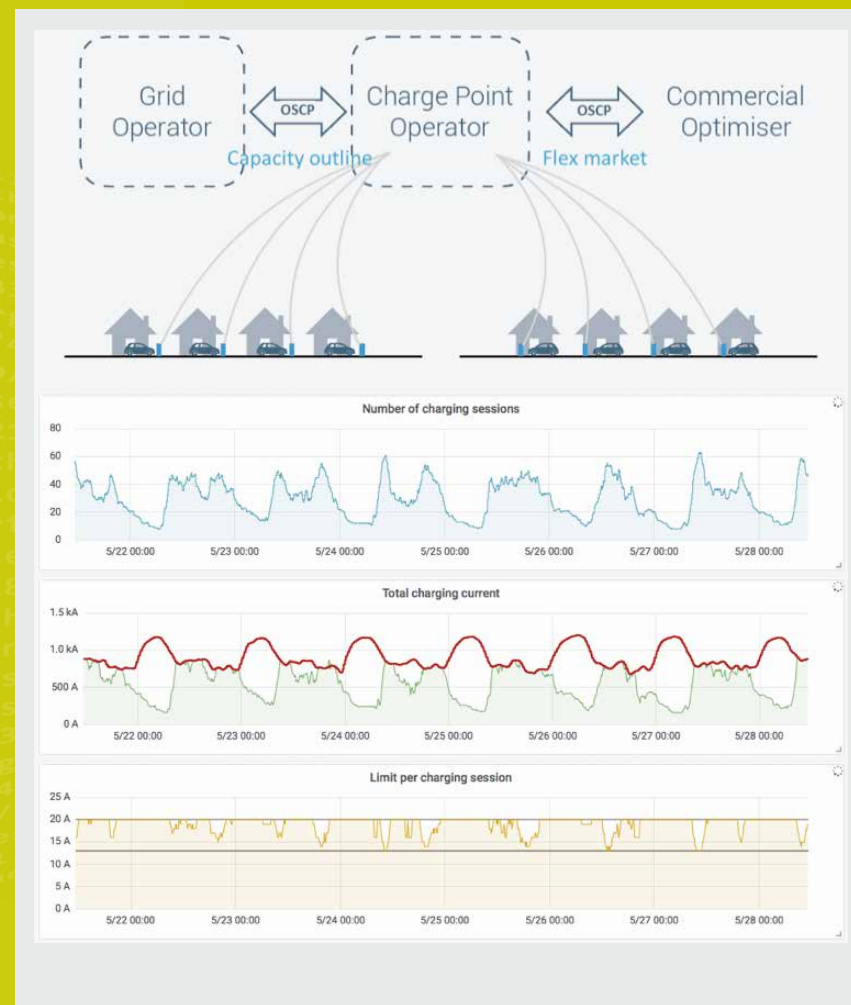 Grid
Operator
OSCP
Charge Point
Operator
OSCP
Commercial
Optimiser
Capacity outline
Flex market
Number of charging sessions
80
60
40
20
0
5/22 00:00
5/23 00:00
5/24 00:00
5/25 00:00
5/26 00:00
5/27 00:00
5/28 00:00
Total charging current
1.5 kA
1.0 kA
500 A
0 A
5/22 00:00
5/23 00:00
5/24 00:00
5/25 00:00
5/26 00:00
5/27 00:00
5/28 00:00
Limit per charging session
25 A
20 A
15 A
10 A
5 A
0 A
5/22 00:00
5/23 00:00
5/24 00:00
5/25 00:00
5/26 00:00
5/27 00:00
5/28 00:00